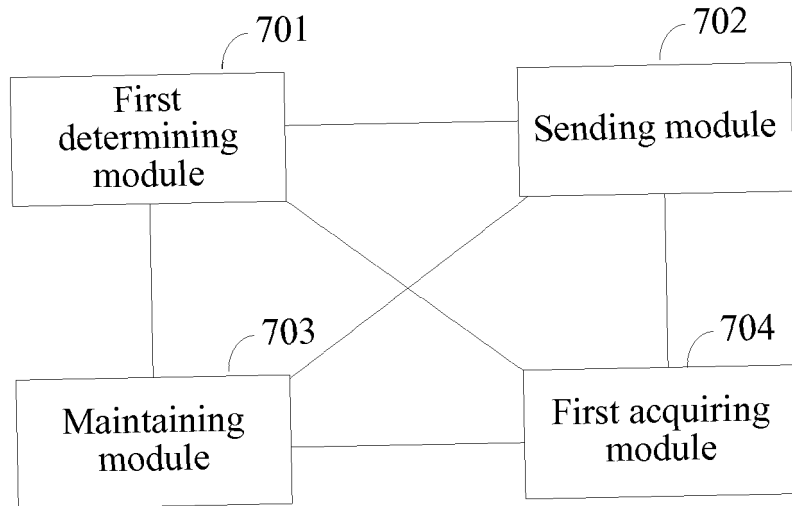 701
702
First
determining
module
Sending module
703
704
Maintaining
module
First acquiring
module